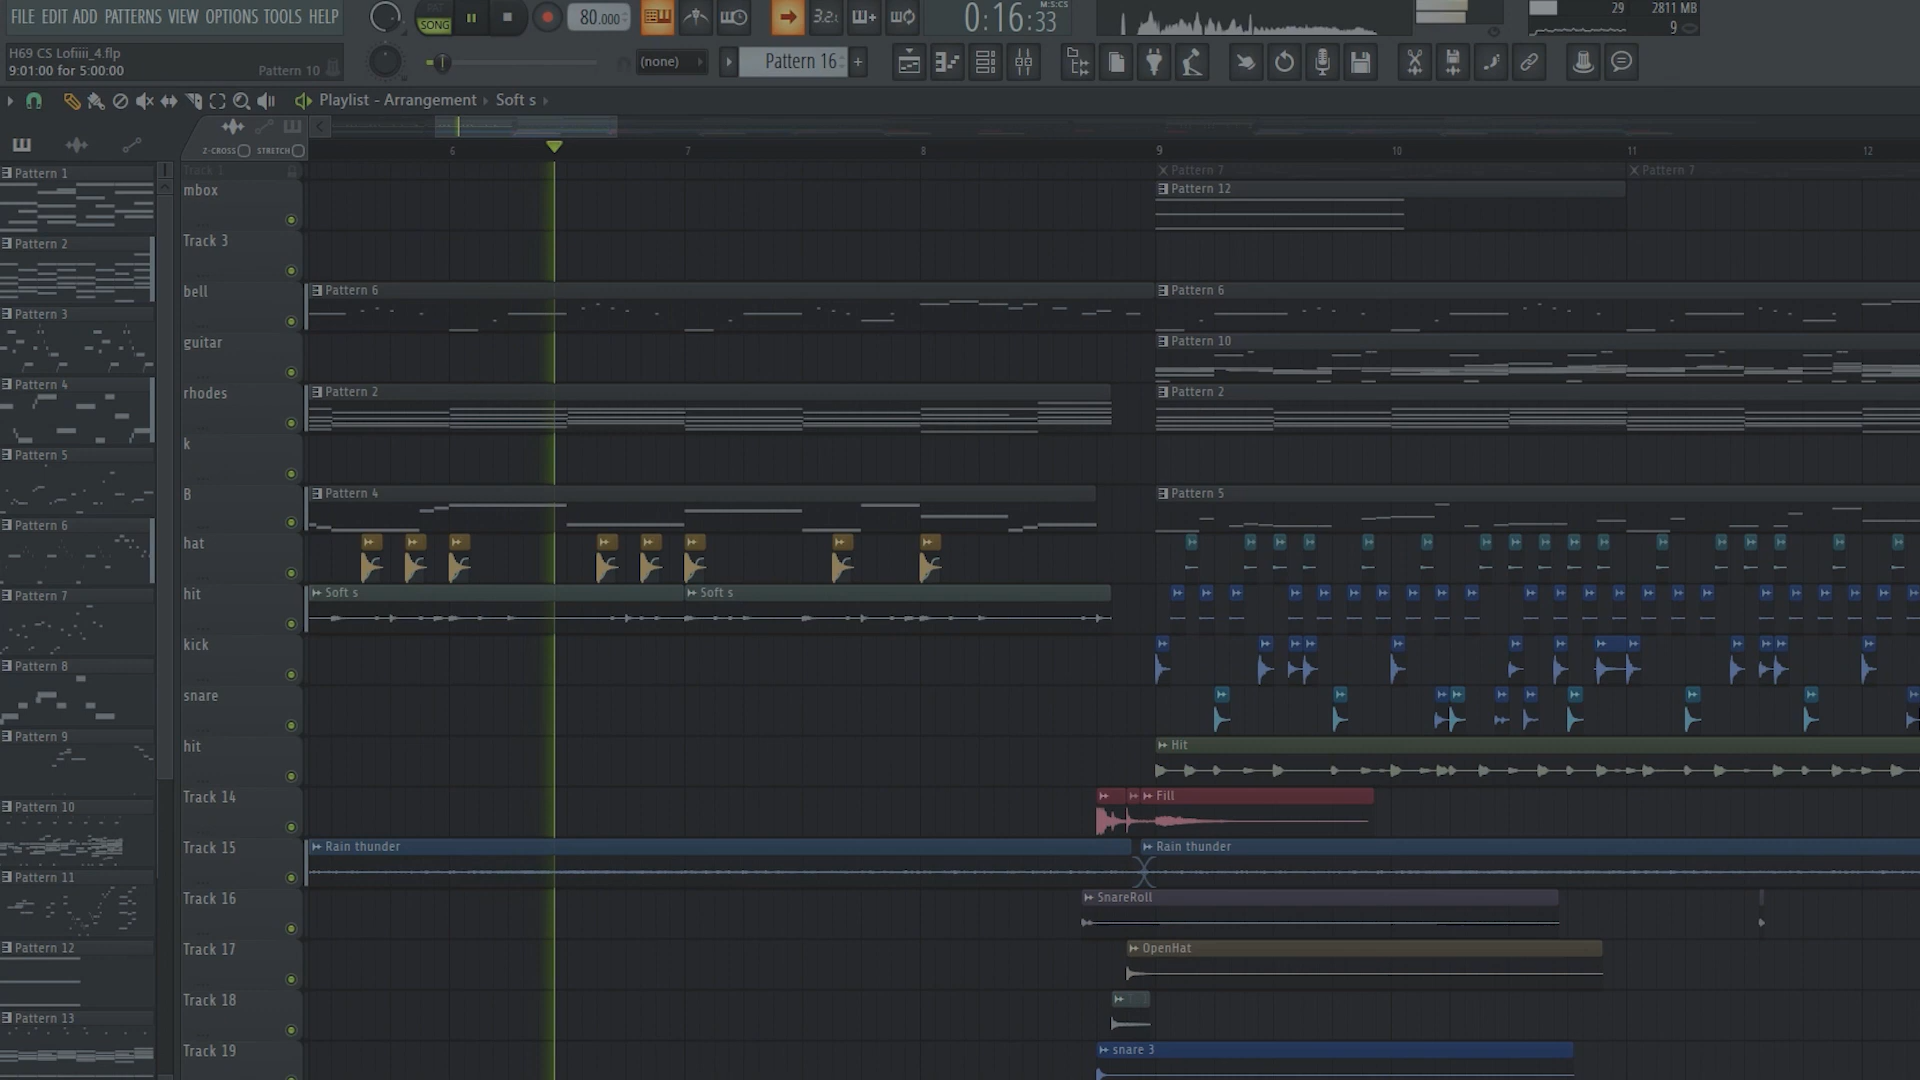 FILE EDIT ADD PATTERNS VIEW OPTIONS TOOLS HELP
PAT
SONG
80.000
3.2.
0:16:33
M:S:CS
29
2811 MB
9
H69 CS Lofiiii_4.flp
9:01:00 for 5:00:00
Pattern 10
(none)
Pattern 16
Playlist - Arrangement
Soft s
Z-CROSS
STRETCH
6
7
8
9
10
11
12
Track 1
Pattern 7
Pattern 7
Pattern 1
Pattern 2
Pattern 3
Pattern 4
Pattern 5
Pattern 6
Pattern 7
Pattern 8
Pattern 9
Pattern 10
Pattern 11
Pattern 12
Pattern 13
mbox
Pattern 12
Track 3
bell
Pattern 6
Pattern 6
guitar
Pattern 10
rhodes
Pattern 2
Pattern 2
k
B
Pattern 4
Pattern 5
hat
hit
Soft s
Soft s
kick
snare
hit
Hit
Track 14
Fill
Track 15
Rain thunder
Rain thunder
Track 16
SnareRoll
Track 17
OpenHat
Track 18
Track 19
snare 3